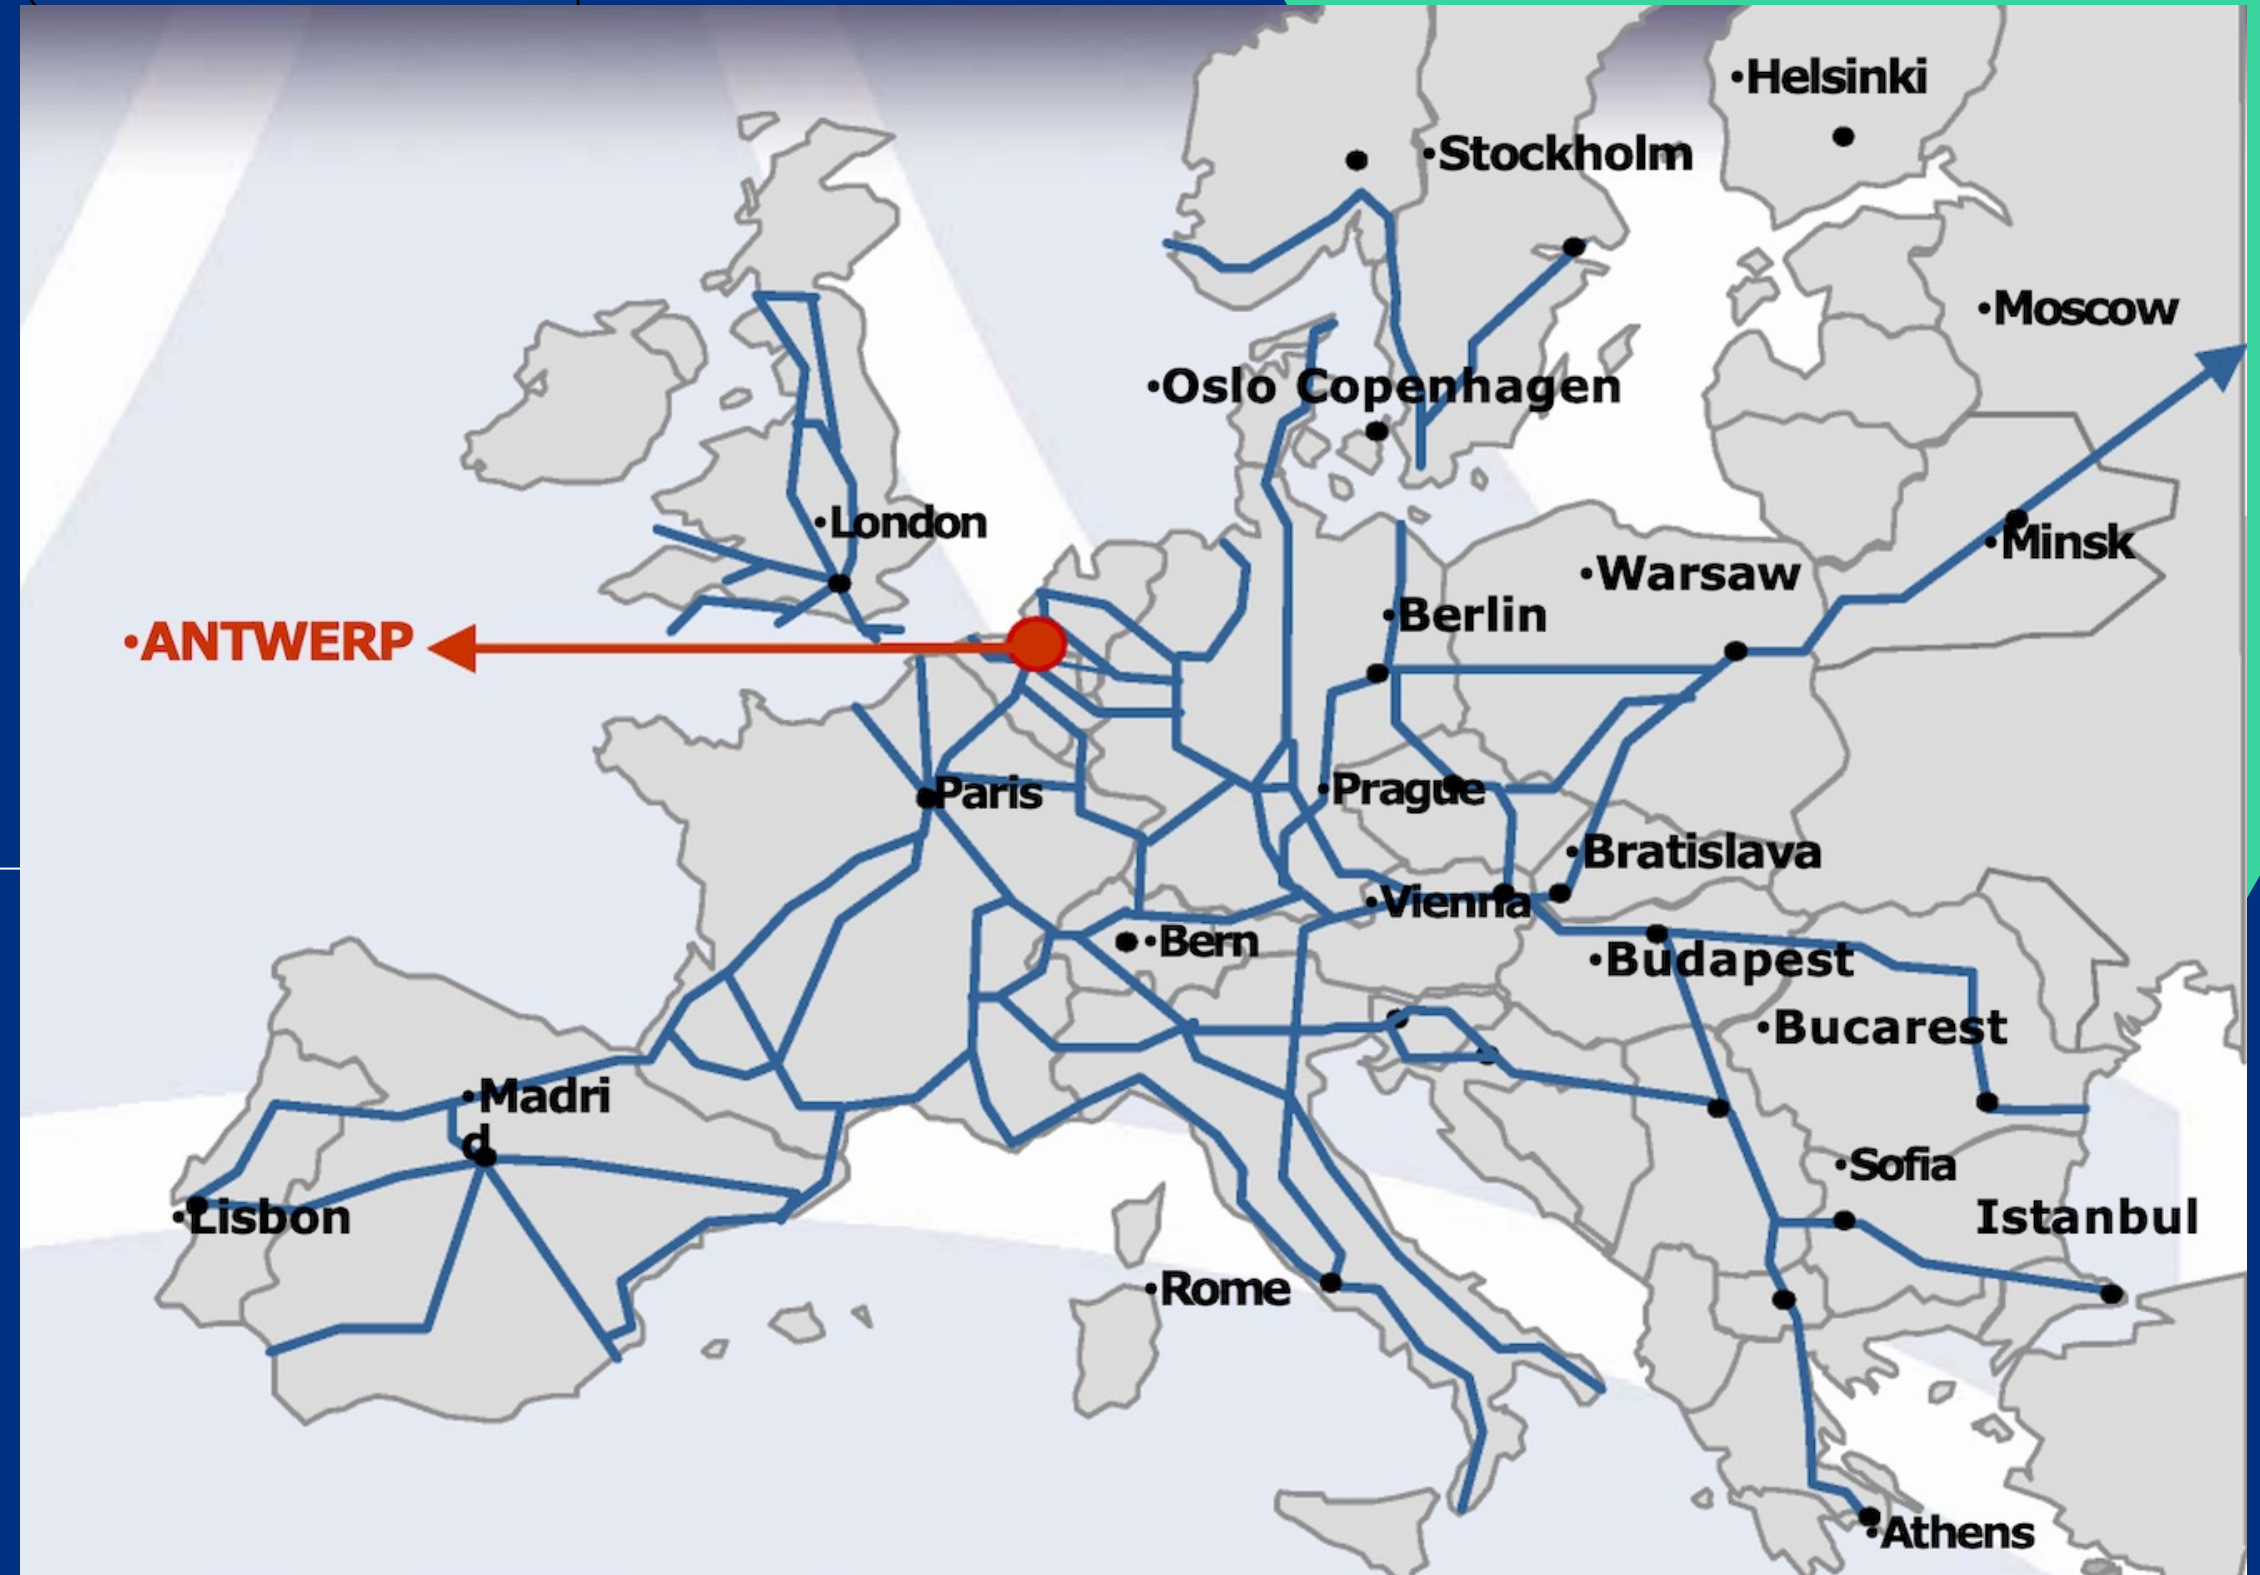 •Helsinki
•Stockholm
•Moscow
•Oslo Copenhagen
•London
•Minsk
•Warsaw
•Berlin
•ANTWERP
•Prague
Paris
•Bratislava
•Vienna
•Bern
•Budapest
•Bucarest
•Madri
d
•Sofia
•Lisbon
Istanbul
•Rome
•Athens